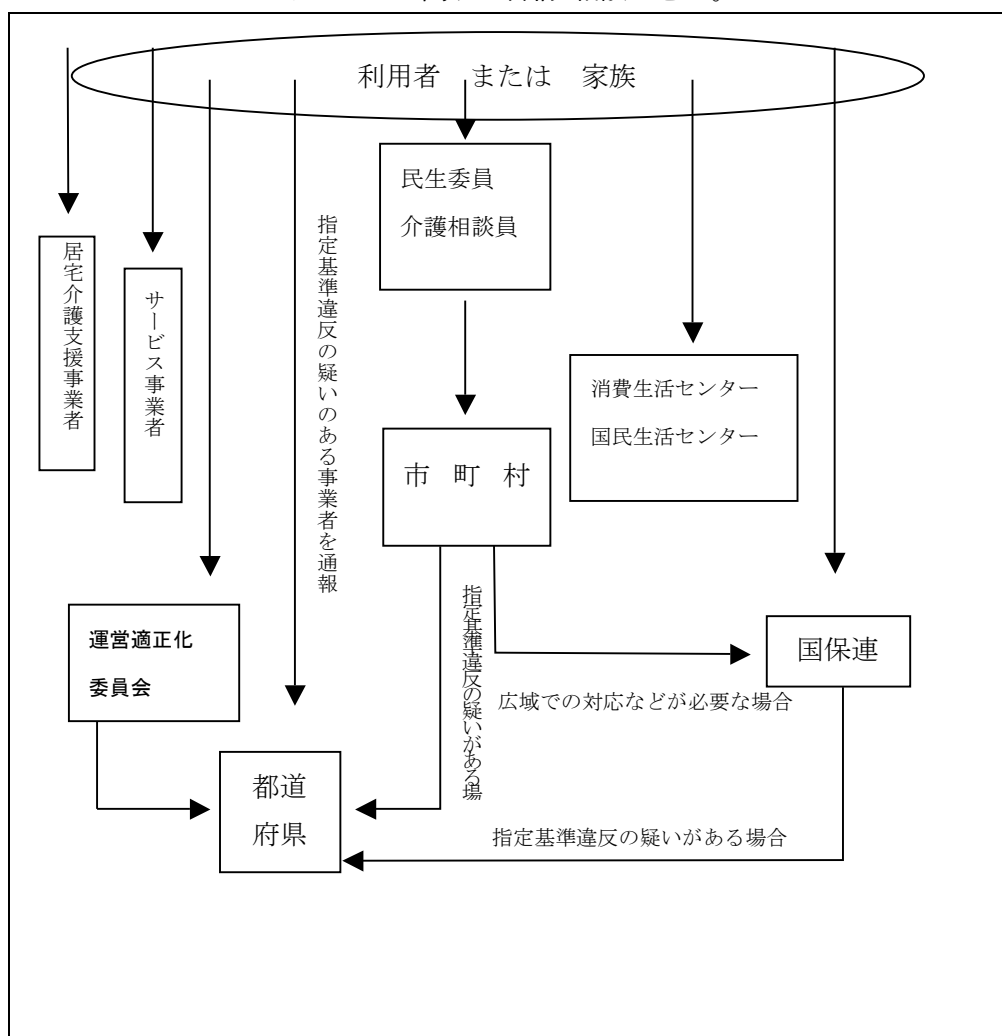 利用者 または 家族
民生委員
介護相談員
居宅介護支援事業者
サービス事業者
指定基準違反の疑いのある事業者を通報
消費生活センター
国民生活センター
市 町 村
運営適正化
委員会
指定基準違反の疑いがある場
国保連
広域での対応などが必要な場合
都道
府県
指定基準違反の疑いがある場合